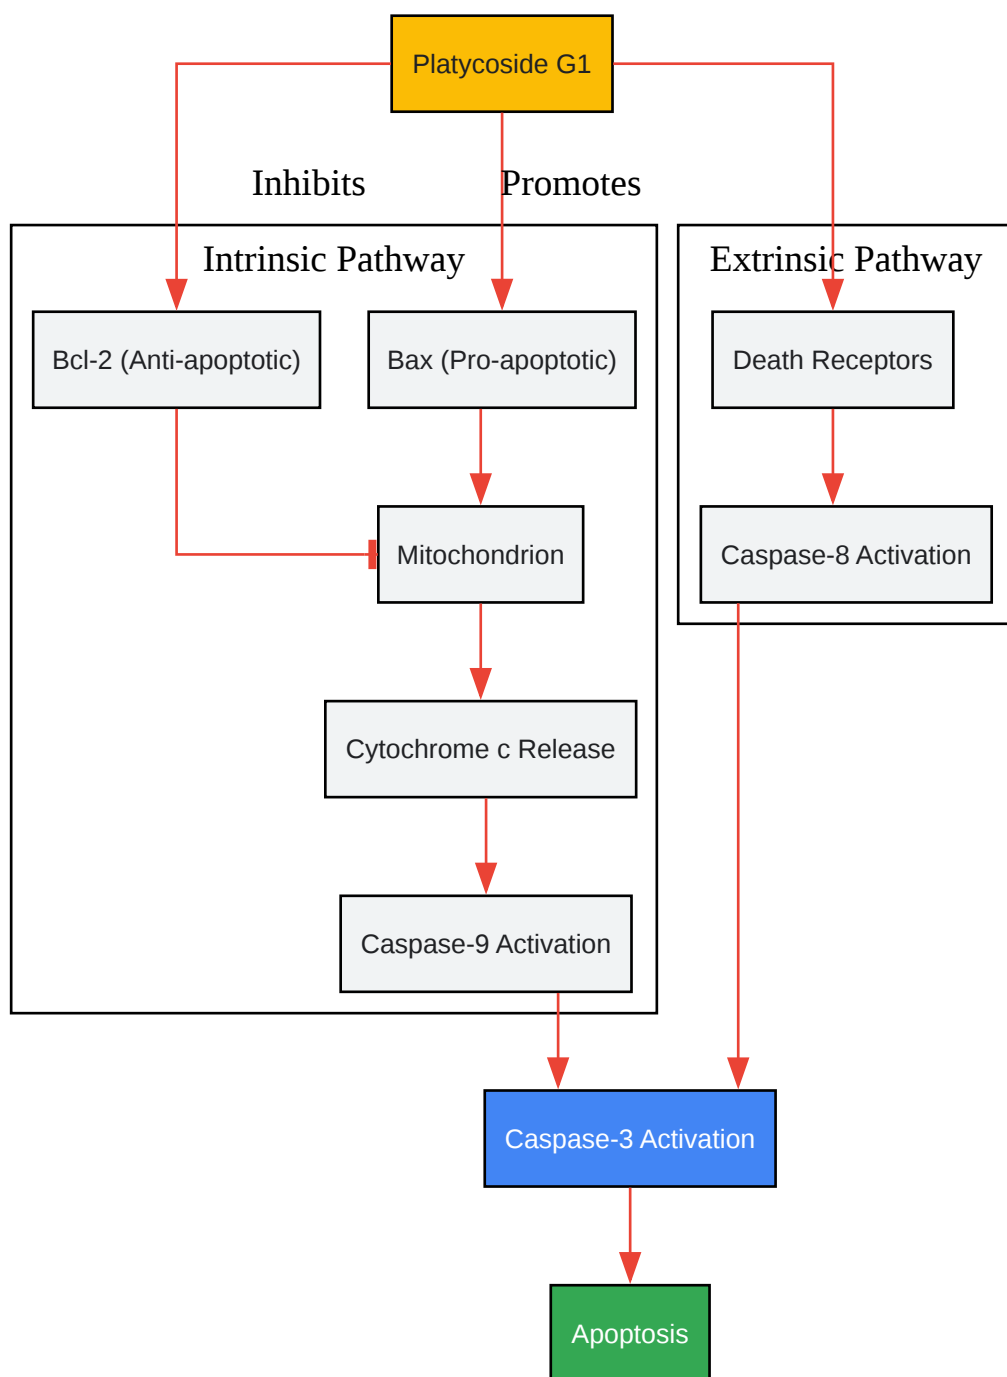 Platycoside G1
Inhibits
Promotes
Intrinsic Pathway
Extrinsic Pathway
Bcl-2 (Anti-apoptotic)
Bax (Pro-apoptotic)
Death Receptors
Mitochondrion
Caspase-8 Activation
Cytochrome c Release
Caspase-9 Activation
Caspase-3 Activation
Apoptosis